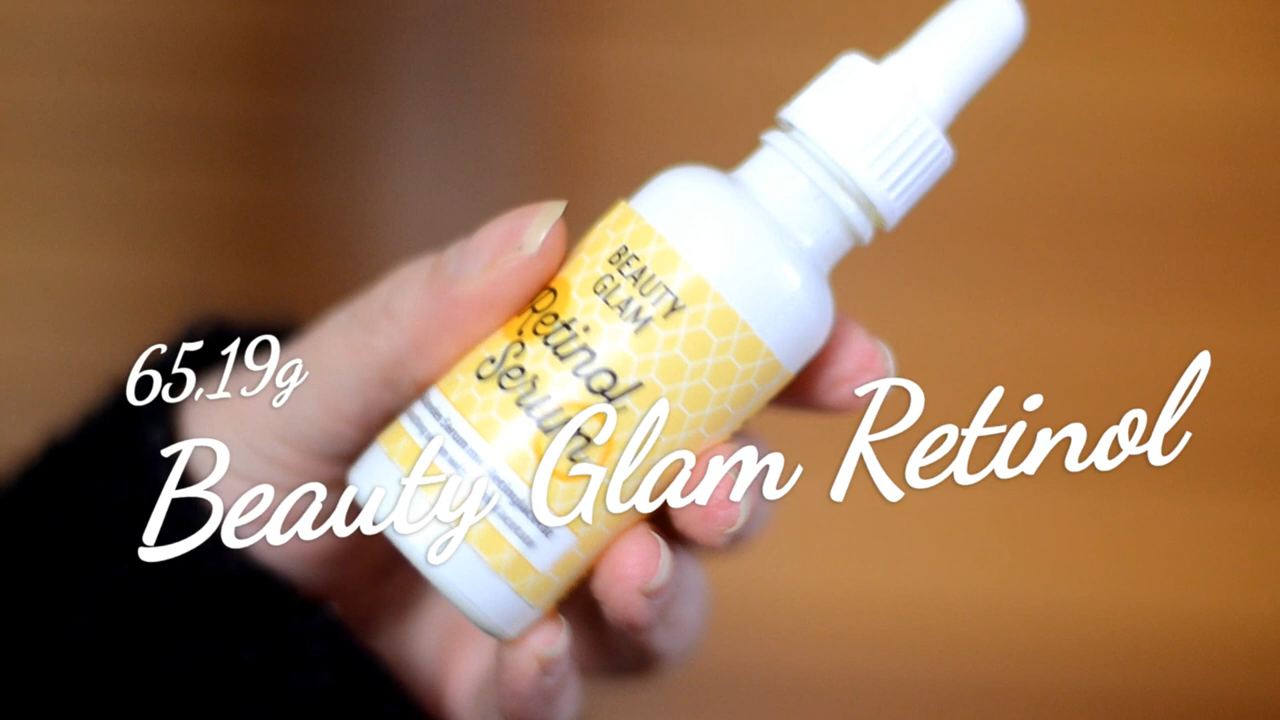 BEAUTY
GLAM
Retinol
Serum
65.19g
Beauty Glam Retinol